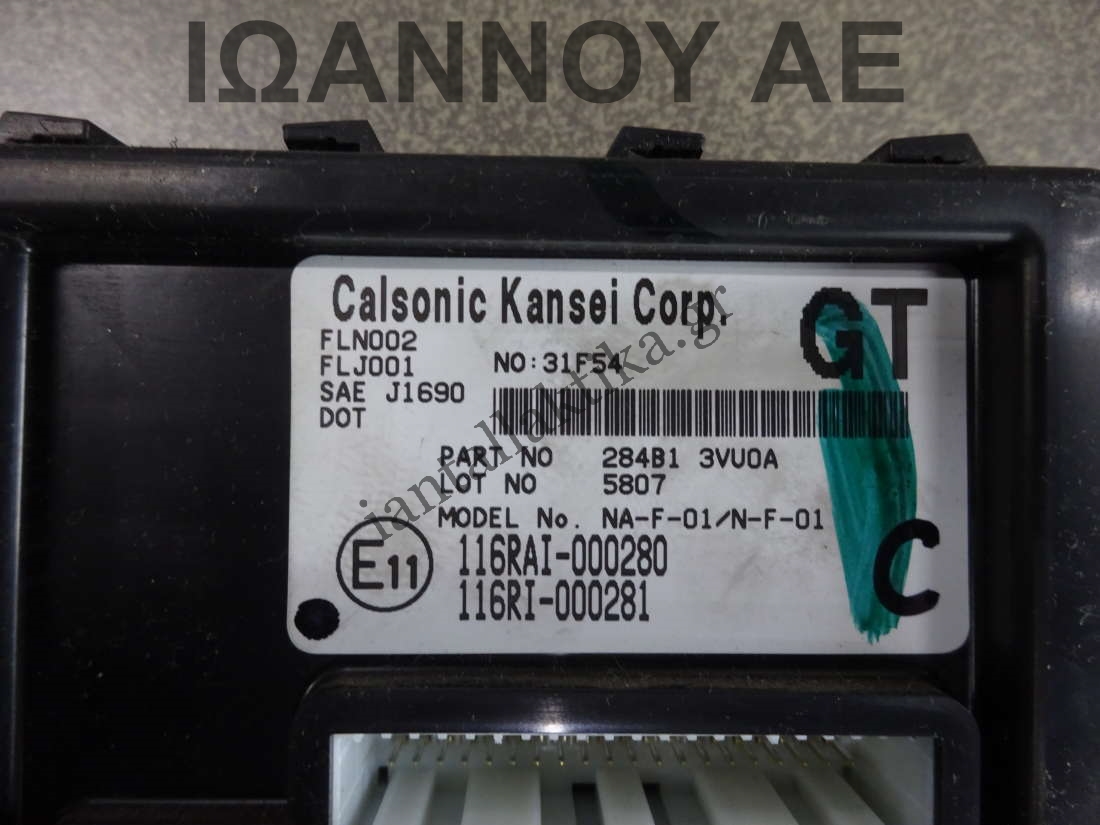 ΙΩΑΝΝΟΥ ΑΕ
Calsonic Kansei Corp. GT
FLN002
FLJ001 NO:31F54
SAE J1690
DOT
PART NO 284B1 3VU0A
LOT NO 5807
MODEL No. NA-F-01/N-F-01
E11 116RAI-000280 C
116RI-000281
iantallaktika.gr